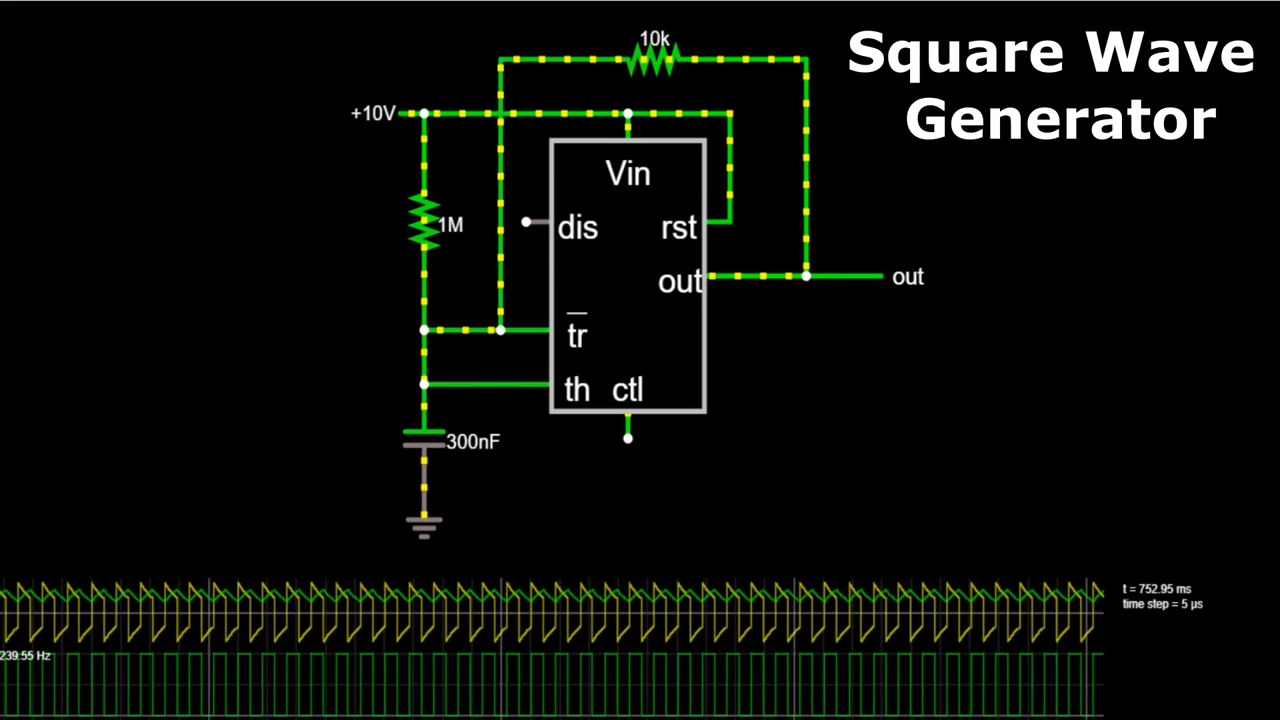 Square Wave
Generator
10k
+10V
Vin
1M
dis
rst
out
out
tr
th
ctl
300nF
t = 752.95 ms
time step = 5 µs
239.55 Hz